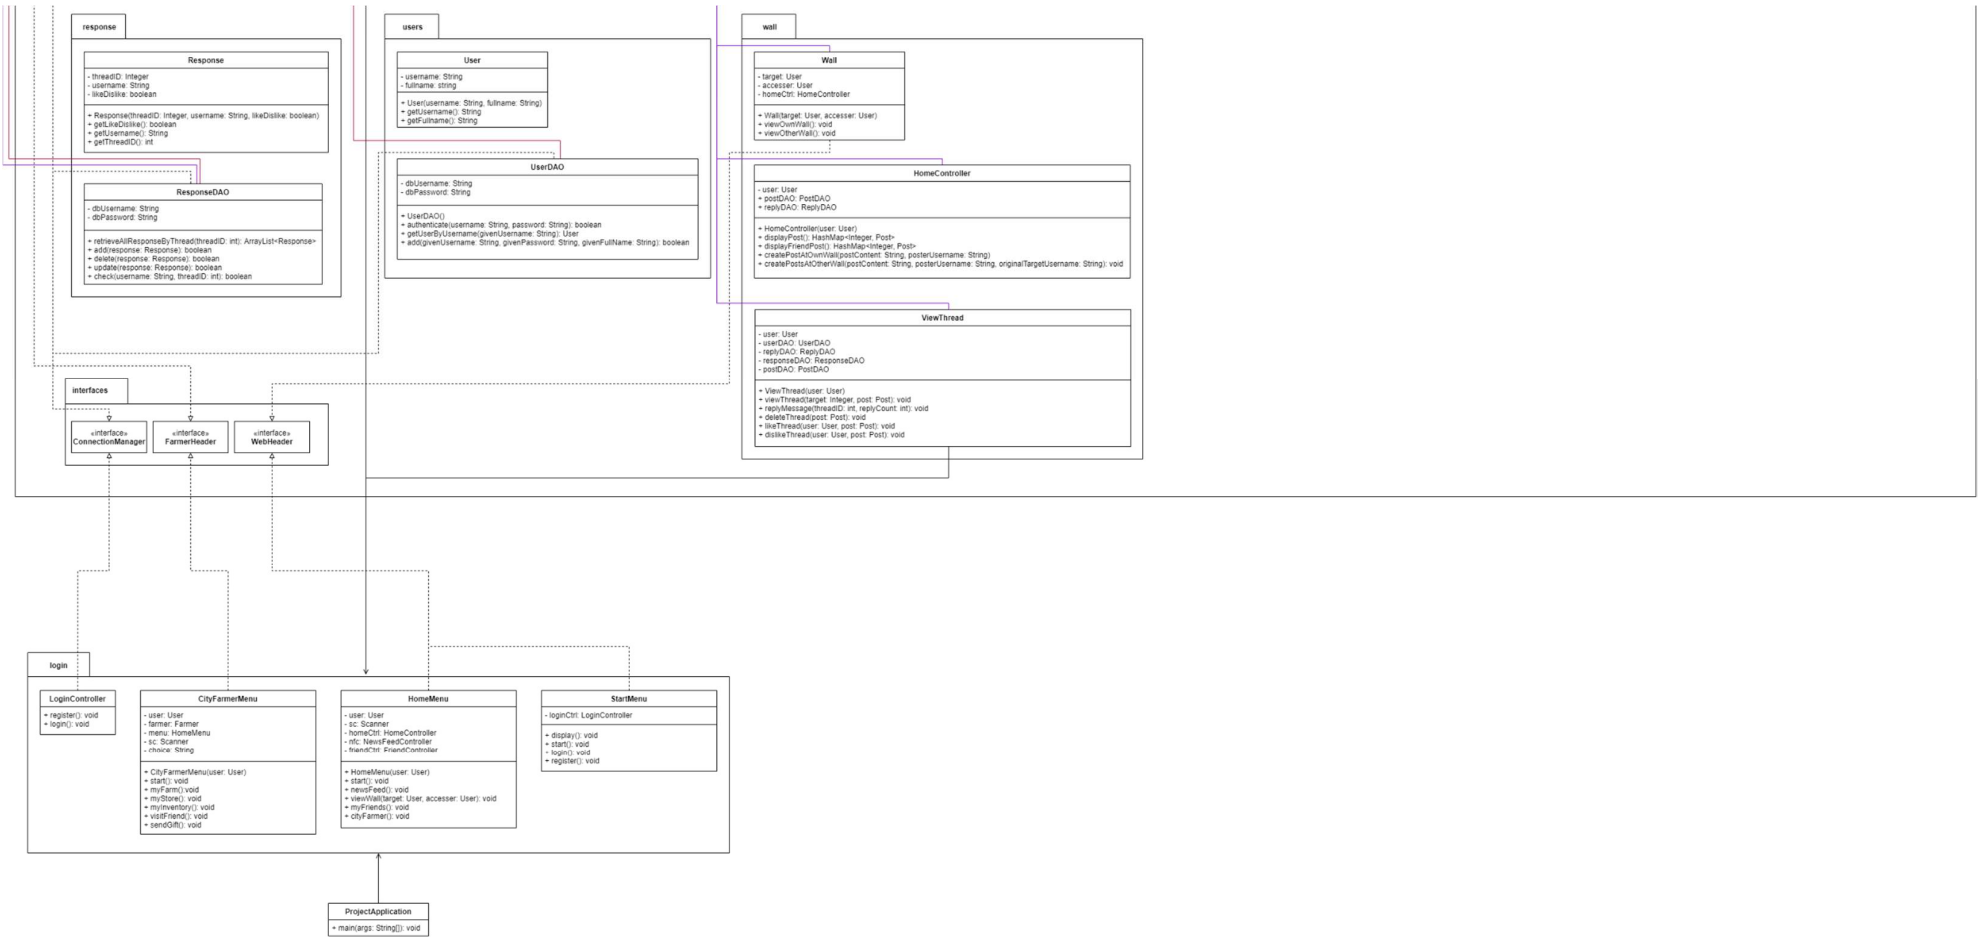 response
Response
- threadID: Integer
- username: String
- likeDislike: boolean
+ Response(threadID: Integer, username: String, likeDislike: boolean)
+ getLikeDislike(): boolean
+ getUsername(): String
+ getThreadID(): int
ResponseDAO
- dbUsername: String
- dbPassword: String
+ retrieveAllResponseByThread(threadID: int): ArrayList<Response>
+ add(response: Response): boolean
+ delete(response: Response): boolean
+ update(response: Response): boolean
+ check(username: String, threadID: int): boolean
users
User
- username: String
- fullname: string
+ User(username: String, fullname: String)
+ getUsername(): String
+ getFullname(): String
UserDAO
- dbUsername: String
- dbPassword: String
+ UserDAO()
+ authenticate(username: String, password: String): boolean
+ getUserByUsername(givenUsername: String): User
+ add(givenUsername: String, givenPassword: String, givenFullName: String): boolean
wall
Wall
- target: User
- accesser: User
- homeCtrl: HomeController
+ Wall(target: User, accesser: User)
+ viewOwnWall(): void
+ viewOtherWall(): void
HomeController
- user: User
+ postDAO: PostDAO
+ replyDAO: ReplyDAO
+ HomeController(user: User)
+ displayPost(): HashMap<Integer, Post>
+ displayFriendPost(): HashMap<Integer, Post>
+ createPostAtOwnWall(postContent: String, posterUsername: String)
+ createPostsAtOtherWall(postContent: String, posterUsername: String, originalTargetUsername: String): void
ViewThread
- user: User
- userDAO: UserDAO
- replyDAO: ReplyDAO
- responseDAO: ResponseDAO
- postDAO: PostDAO
+ ViewThread(user: User)
+ viewThread(target: Integer, post: Post): void
+ replyMessage(threadID: int, replyCount: int): void
+ deleteThread(post: Post): void
+ likeThread(user: User, post: Post): void
+ dislikeThread(user: User, post: Post): void
interfaces
«interface»
ConnectionManager
«interface»
FarmerHeader
«interface»
WebHeader
login
LoginController
+ register(): void
+ login(): void
CityFarmerMenu
- user: User
- farmer: Farmer
- menu: HomeMenu
- sc: Scanner
- choice: String
+ CityFarmerMenu(user: User)
+ start(): void
+ myFarm():void
+ myStore(): void
+ myInventory(): void
+ visitFriend(): void
+ sendGift(): void
HomeMenu
- user: User
- sc: Scanner
- homeCtrl: HomeController
- nfc: NewsFeedController
- friendCtrl: FriendController
+ HomeMenu(user: User)
+ start(): void
+ newsFeed(): void
+ viewWall(target: User, accesser: User): void
+ myFriends(): void
+ cityFarmer(): void
StartMenu
- loginCtrl: LoginController
+ display(): void
+ start(): void
+ login(): void
+ register(): void
ProjectApplication
+ main(args: String[]): void